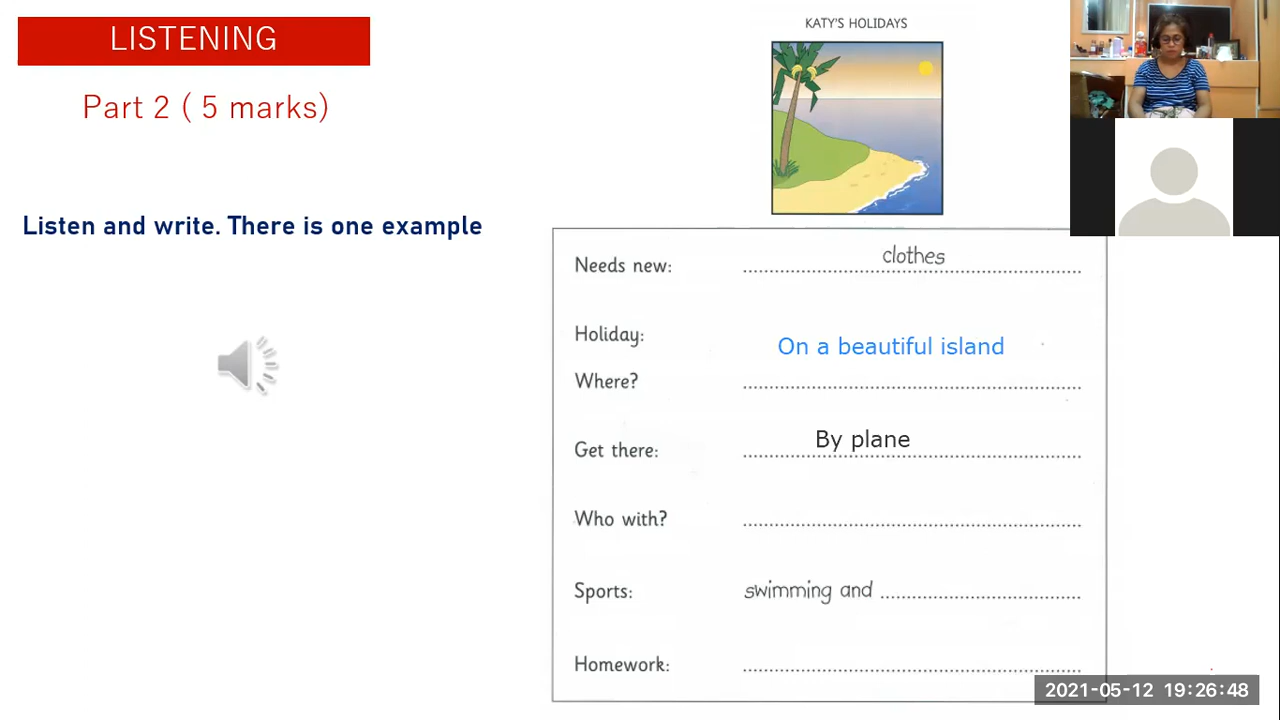 LISTENING
Part 2 ( 5 marks)
Listen and write. There is one example
KATY'S HOLIDAYS
Needs new: clothes
Holiday:
On a beautiful island
Where?
Get there: By plane
Who with?
Sports: swimming and
Homework:
2021-05-12 19:26:48